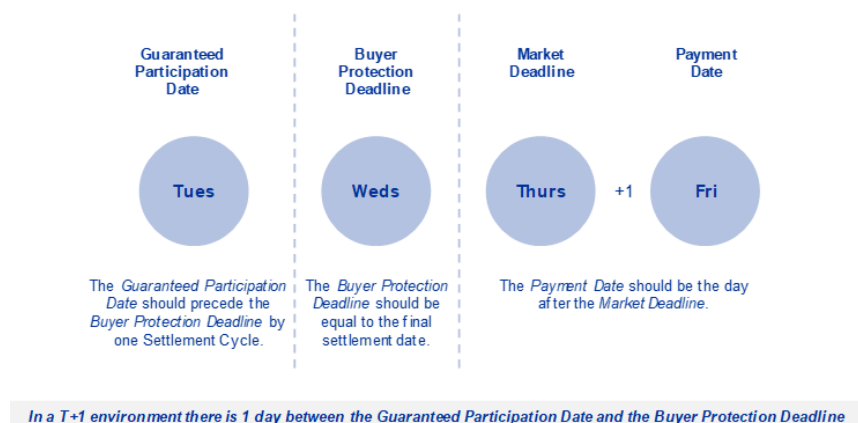 Guaranteed
Participation
Date
Buyer
Protection
Deadline
Market
Deadline
Payment
Date
Tues
Weds
Thurs
+1
Fri
The Guaranteed Participation
Date should precede the
Buyer Protection Deadline by
one Settlement Cycle.
The Buyer Protection
Deadline should be
equal to the final
settlement date.
The Payment Date should be the day
after the Market Deadline.
In a T+1 environment there is 1 day between the Guaranteed Participation Date and the Buyer Protection Deadline